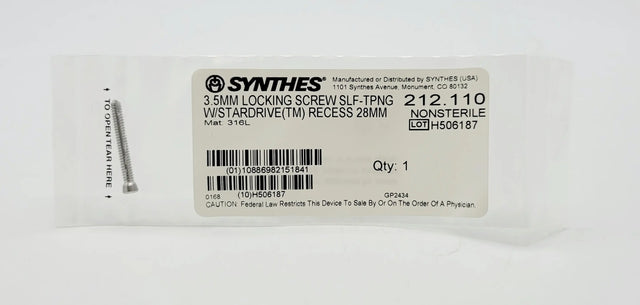 TO OPEN TEAR HERE
SYNTHES®
Manufactured or Distributed by SYNTHES (USA)
1101 Synthes Avenue, Monument, CO 80132
3.5MM LOCKING SCREW SLF-TPNG
W/STARDRIVE(TM) RECESS 28MM
Mat. 316L
212.110
NONSTERILE
LOT H506187
(01)10886982151841
Qty: 1
(10)H506187
0168
GP2434
CAUTION: Federal Law Restricts This Device To Sale By Or On The Order Of A Physician.